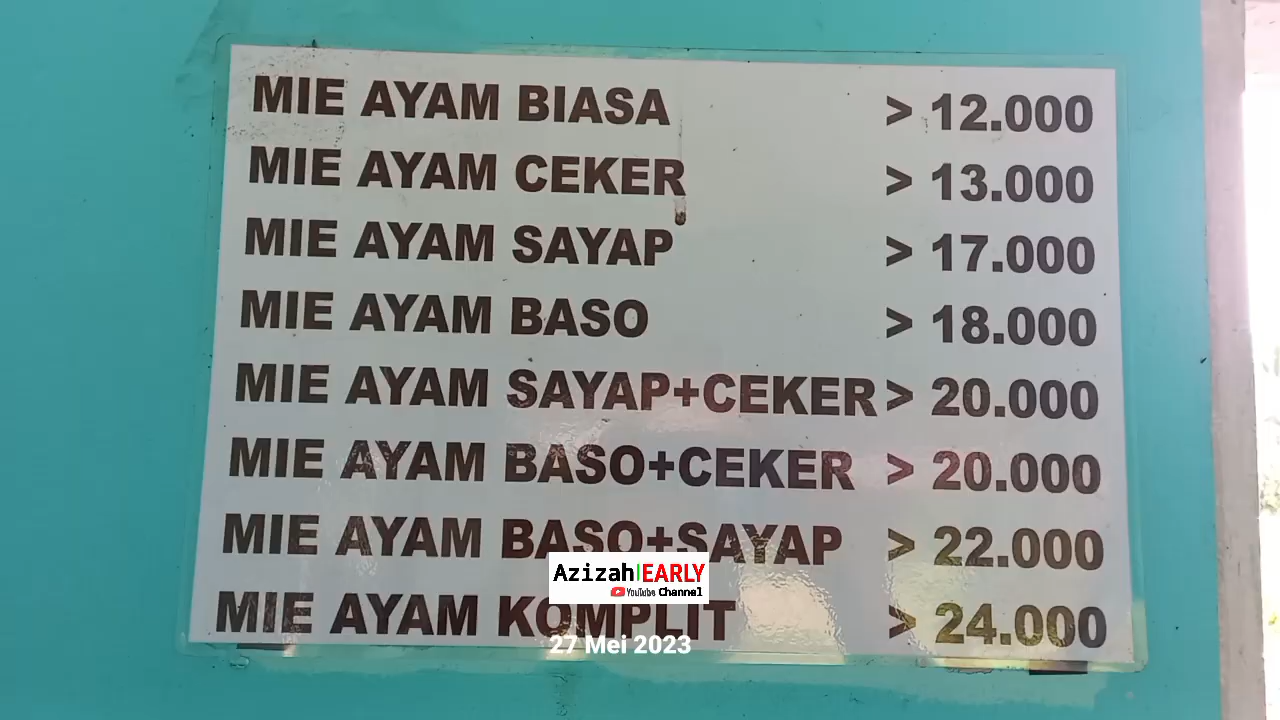 MIE AYAM BIASA > 12.000
MIE AYAM CEKER > 13.000
MIE AYAM SAYAP > 17.000
MIE AYAM BASO > 18.000
MIE AYAM SAYAP+CEKER > 20.000
MIE AYAM BASO+CEKER > 20.000
MIE AYAM BASO+SAYAP > 22.000
Azizah EARLY
YouTube Channel
MIE AYAM KOMPLIT > 24.000
27 Mei 2023